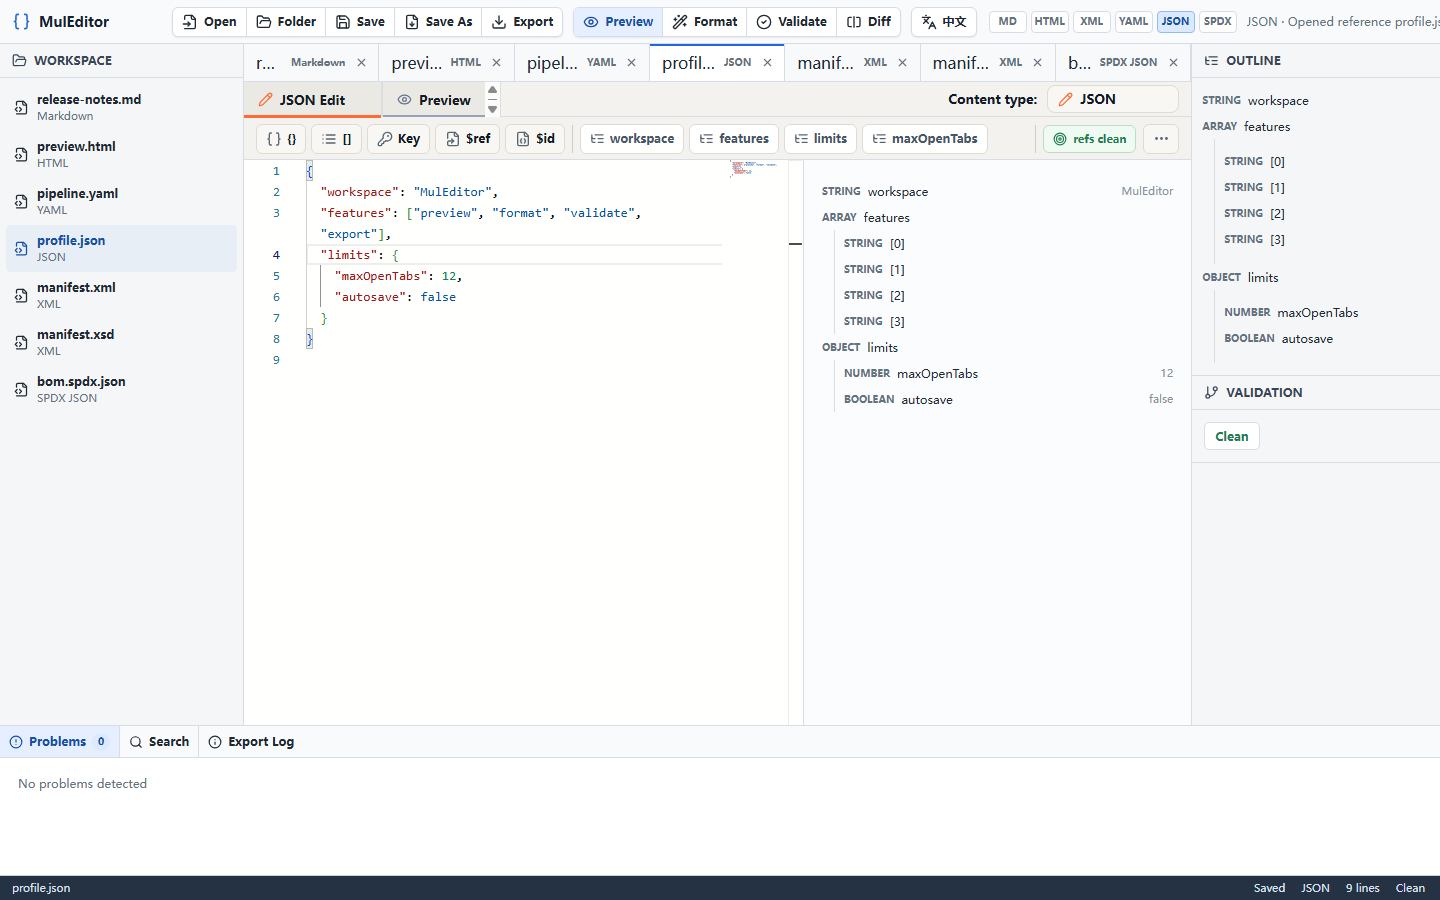 MulEditor
Open Folder Save Save As Export Preview Format Validate Diff 中文 MD HTML XML YAML JSON SPDX JSON · Opened reference profile.js
WORKSPACE
release-notes.md
Markdown
preview.html
HTML
pipeline.yaml
YAML
profile.json
JSON
manifest.xml
XML
manifest.xsd
XML
bom.spdx.json
SPDX JSON
r... Markdown previ... HTML pipel... YAML profil... JSON manif... XML manif... XML b... SPDX JSON
JSON Edit Preview Content type: JSON
{} [] Key $ref $id workspace features limits maxOpenTabs refs clean ...
1 {
2 "workspace": "MulEditor",
3 "features": ["preview", "format", "validate",
"export"],
4 "limits": {
5 "maxOpenTabs": 12,
6 "autosave": false
7 }
8 }
9
STRING workspace MulEditor
ARRAY features
STRING [0]
STRING [1]
STRING [2]
STRING [3]
OBJECT limits
NUMBER maxOpenTabs 12
BOOLEAN autosave false
OUTLINE
STRING workspace
ARRAY features
STRING [0]
STRING [1]
STRING [2]
STRING [3]
OBJECT limits
NUMBER maxOpenTabs
BOOLEAN autosave
VALIDATION
Clean
Problems 0 Search Export Log
No problems detected
profile.json Saved JSON 9 lines Clean